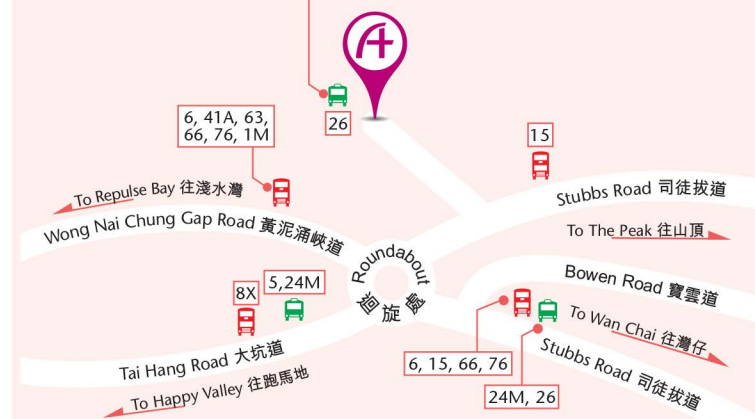 26
6, 41A, 63,
66, 76, 1M
15
To Repulse Bay 往淺水灣
Stubbs Road 司徒拔道
Wong Nai Chung Gap Road 黃泥涌峽道
To The Peak 往山頂
Roundabout
迴旋處
Bowen Road 寶雲道
5,24M
8X
To Wan Chai 往灣仔
Tai Hang Road 大坑道
6, 15, 66, 76
Stubbs Road 司徒拔道
To Happy Valley 往跑馬地
24M, 26